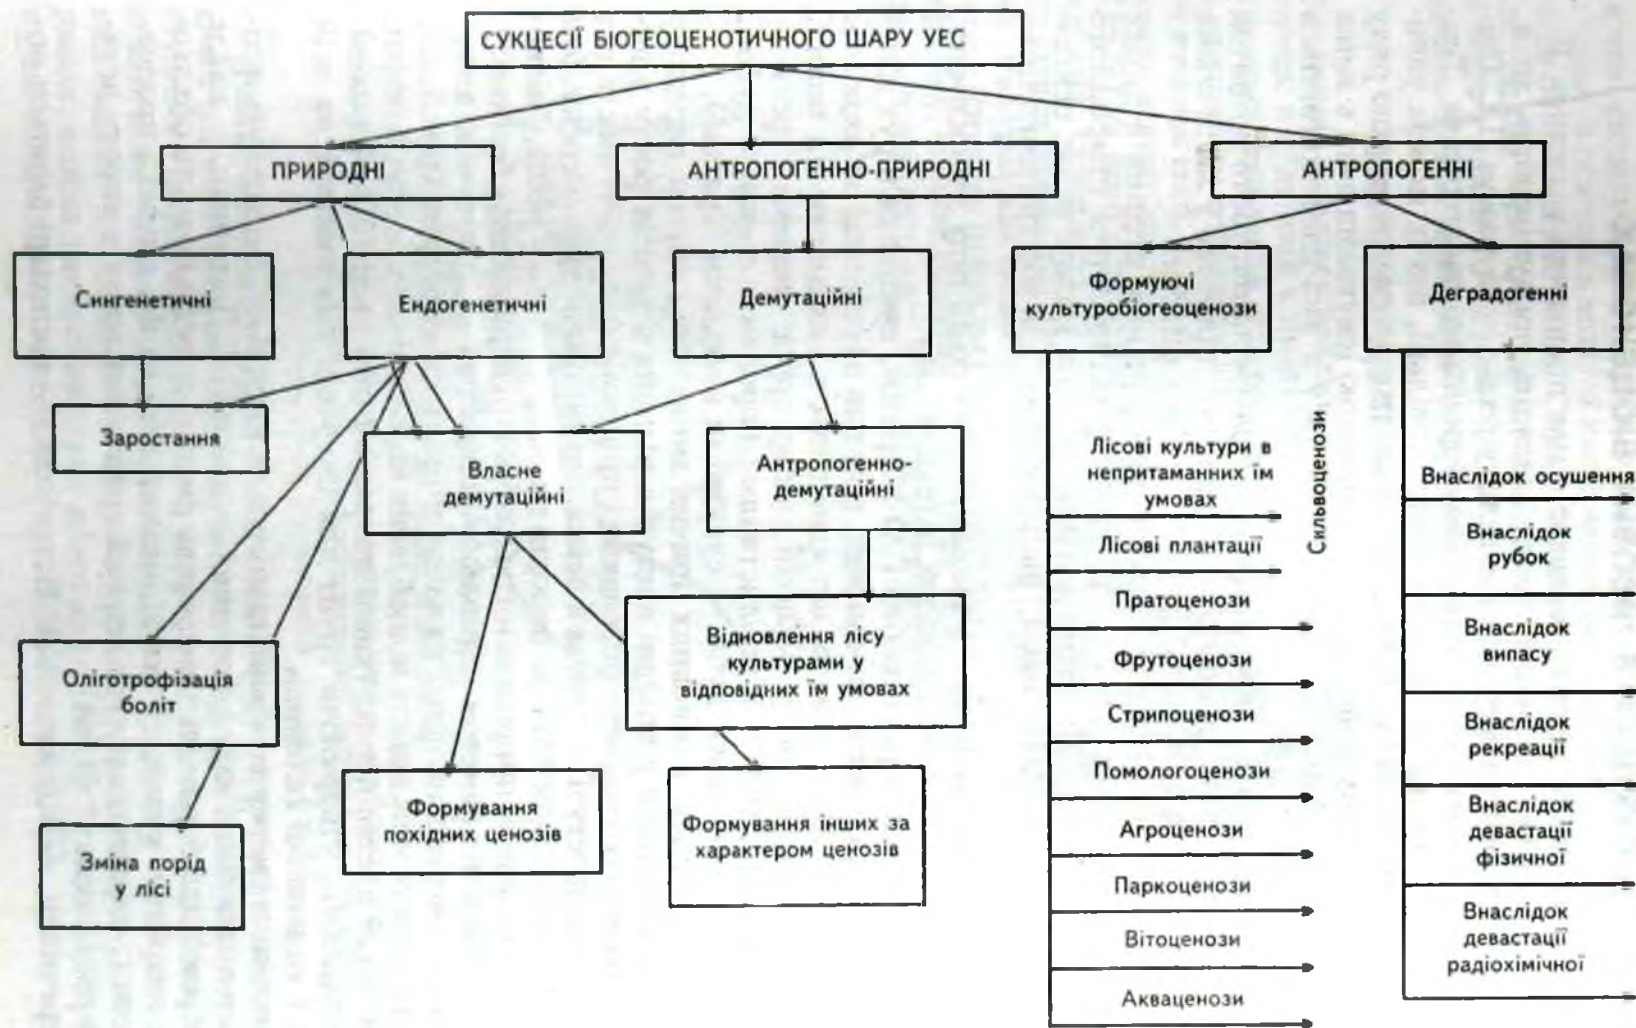 СУКЦЕСІЇ БІОГЕОЦЕНОТИЧНОГО ШАРУ УЕС
ПРИРОДНІ
АНТРОПОГЕННО-ПРИРОДНІ
АНТРОПОГЕННІ
Сингенетичні
Ендогенетичні
Демутаційні
Формуючі
культуробіогеоценози
Деградогенні
Заростання
Власне
демутаційні
Антропогенно-
демутаційні
Оліготрофізація
боліт
Відновлення лісу
культурами у
відповідних їм умовах
Зміна порід
у лісі
Формування
похідних ценозів
Формування інших за
характером ценозів
Лісові культури в
непритаманних їм
умовах
Лісові плантації
Сильвоценози
Пратоценози
Фрутоценози
Стрипоценози
Помологоценози
Агроценози
Паркоценози
Вітоценози
Акваценози
Внаслідок осушення
Внаслідок
рубок
Внаслідок
випасу
Внаслідок
рекреації
Внаслідок
девастації
фізичної
Внаслідок
девастації
радіохімічної